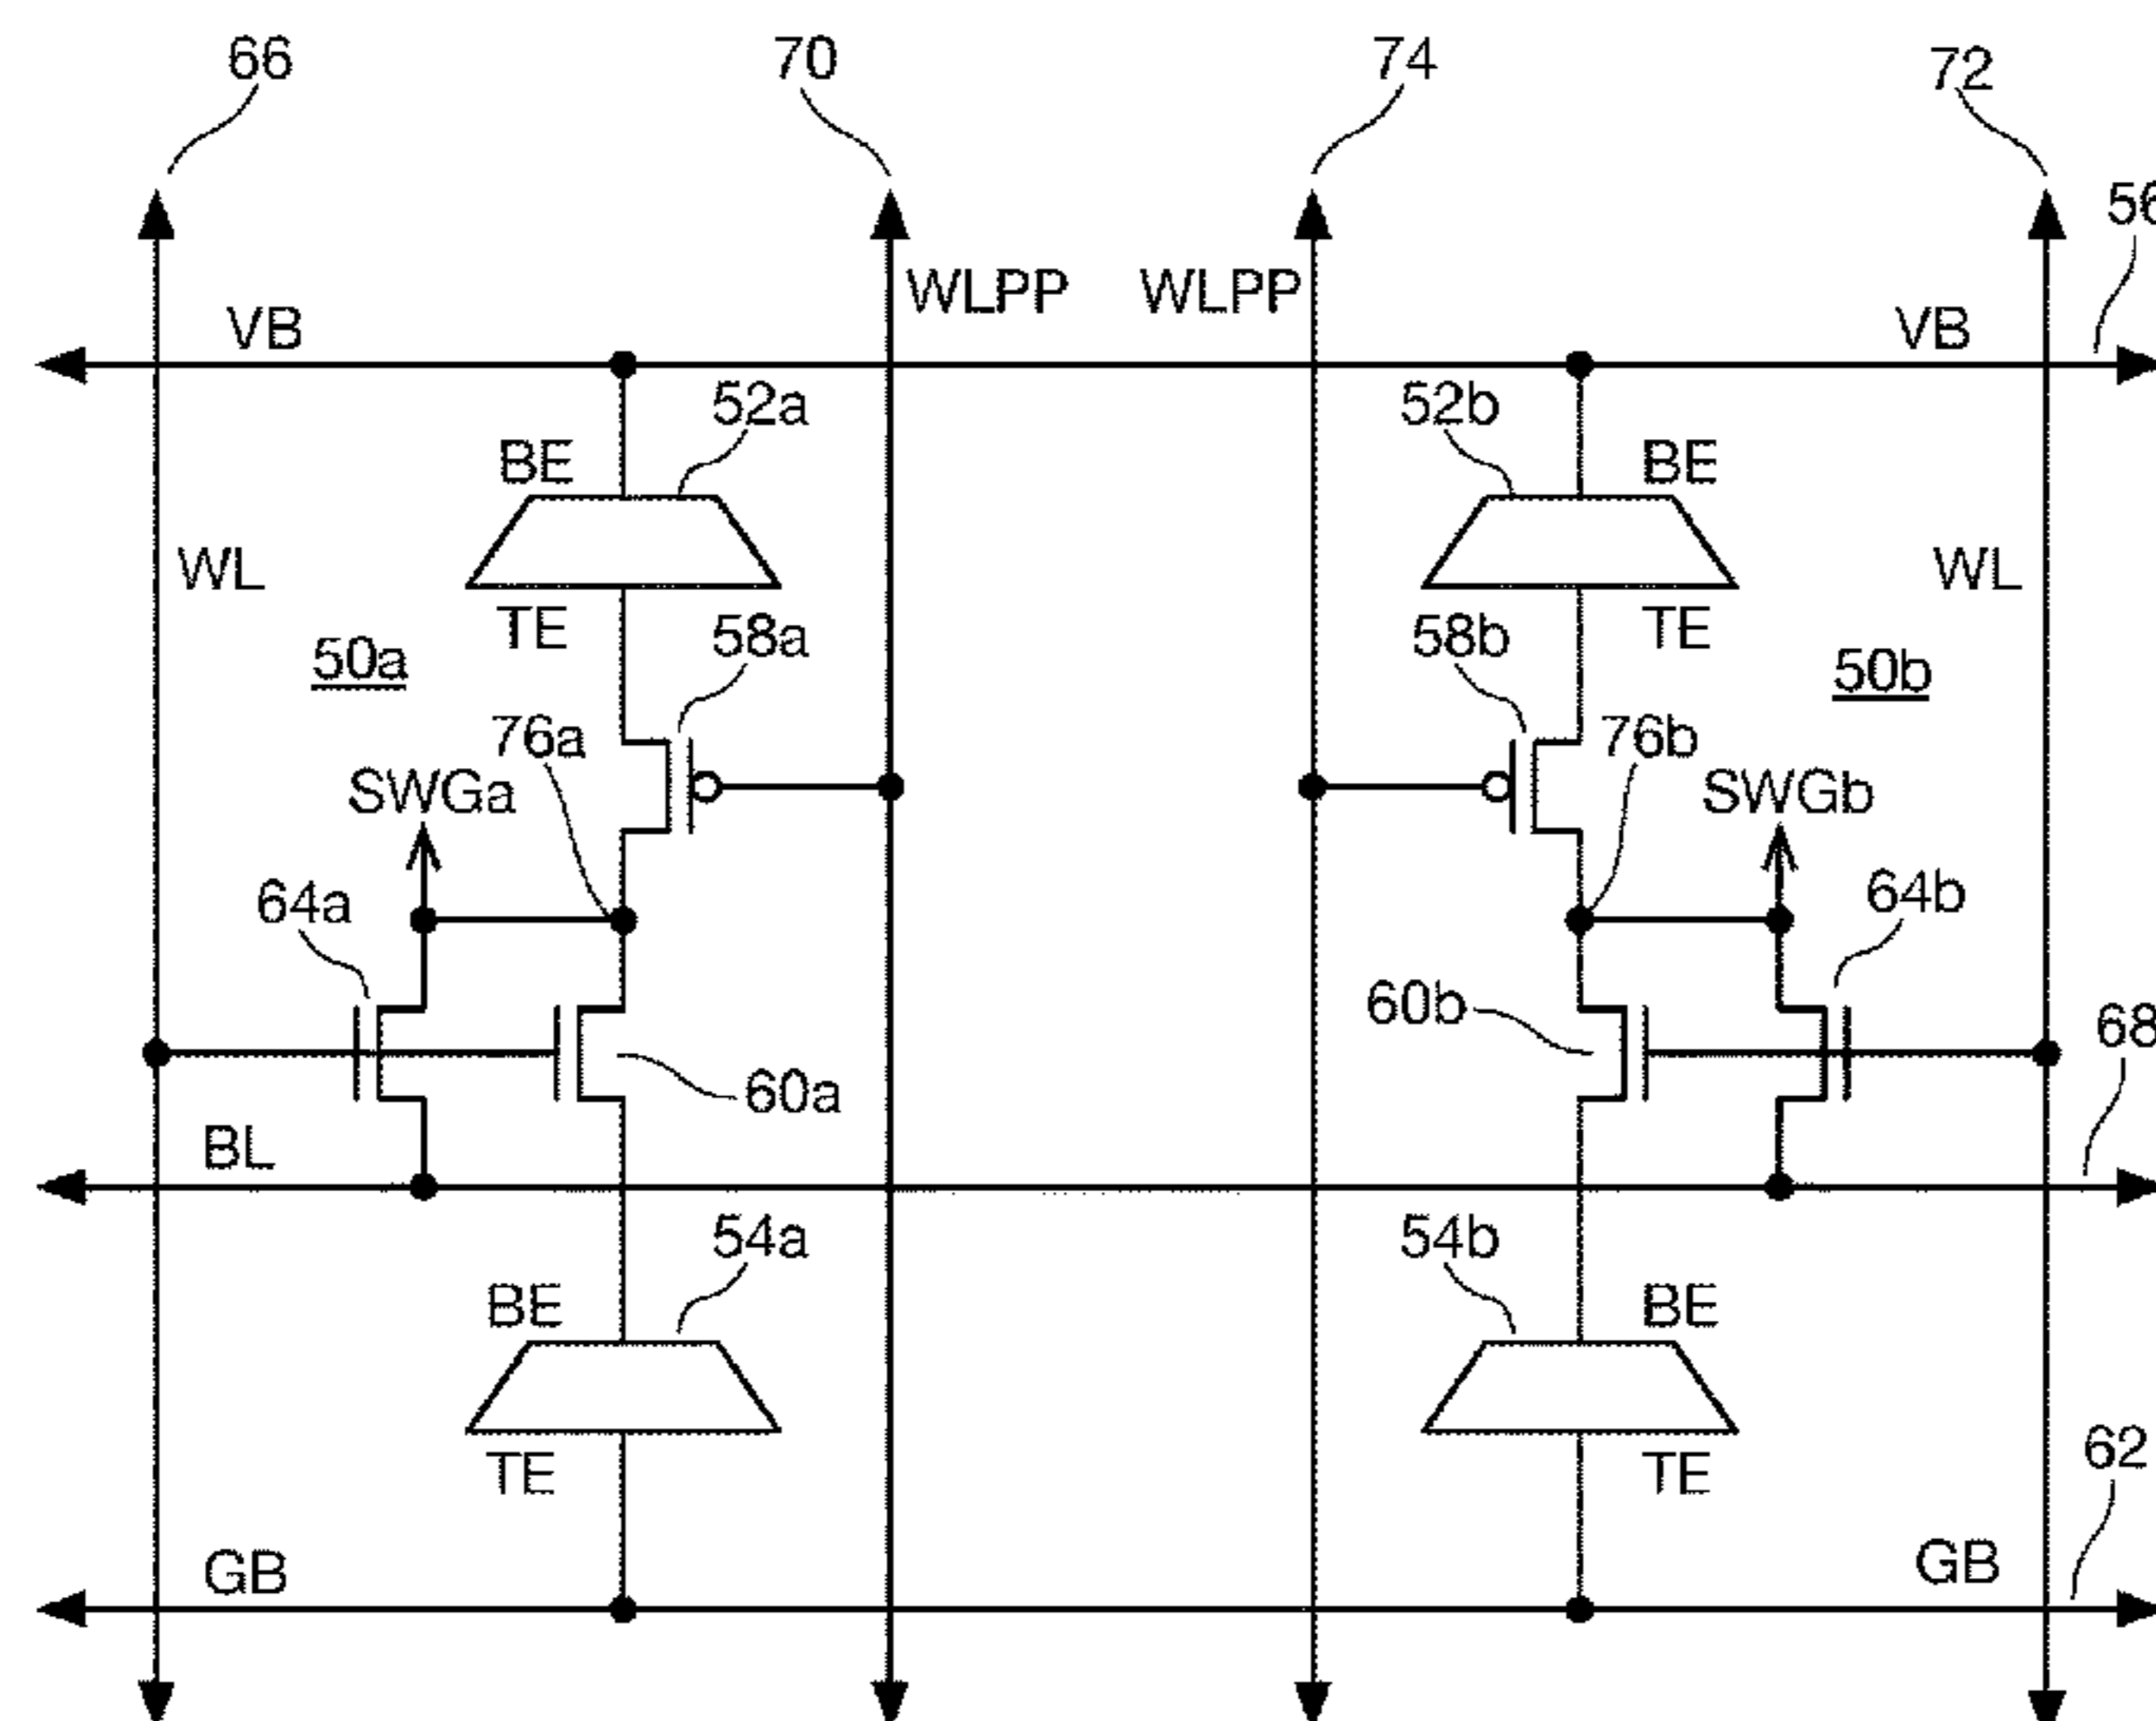 66 70 74 72
56
WLPP WLPP
VB VB
52a 52b
BE BE
WL WL
TE 58a 58b TE
50a 50b
76a 76b
SWGa SWGb
64a 64b
60b 68
60a
BL
54a 54b
BE BE
TE TE 62
GB GB